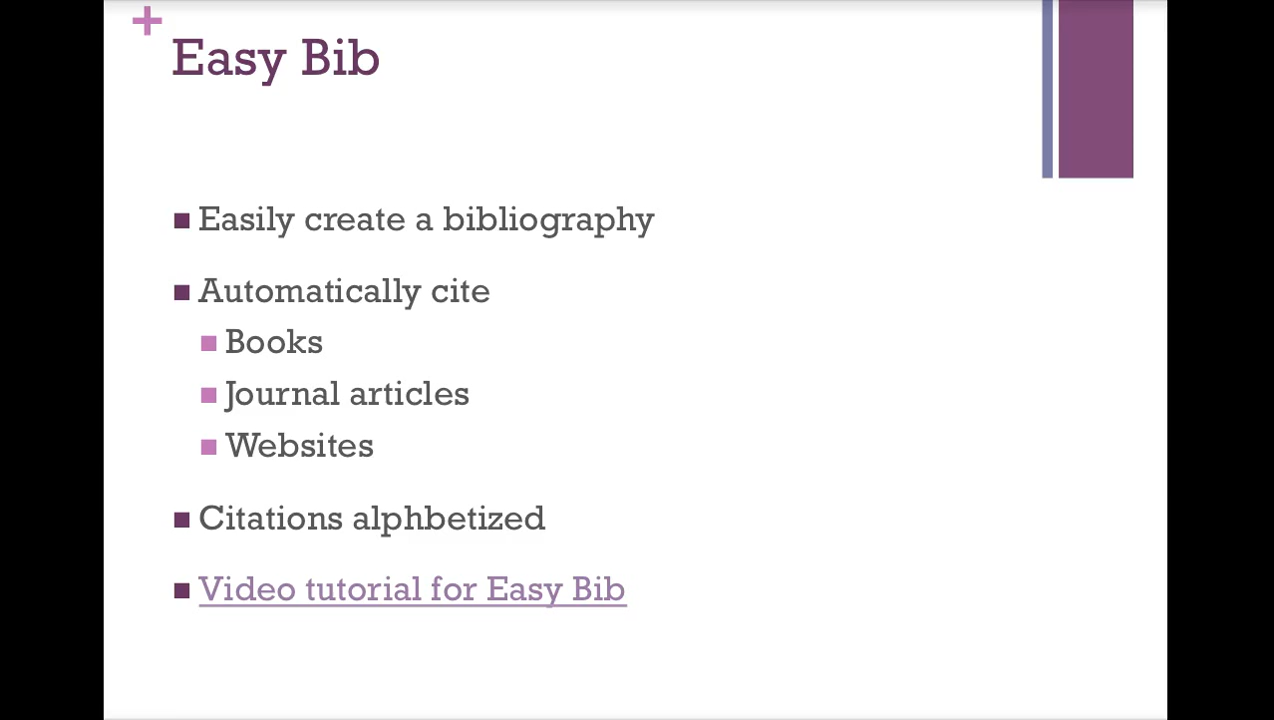 +
Easy Bib
Easily create a bibliography
Automatically cite
Books
Journal articles
Websites
Citations alphbetized
Video tutorial for Easy Bib